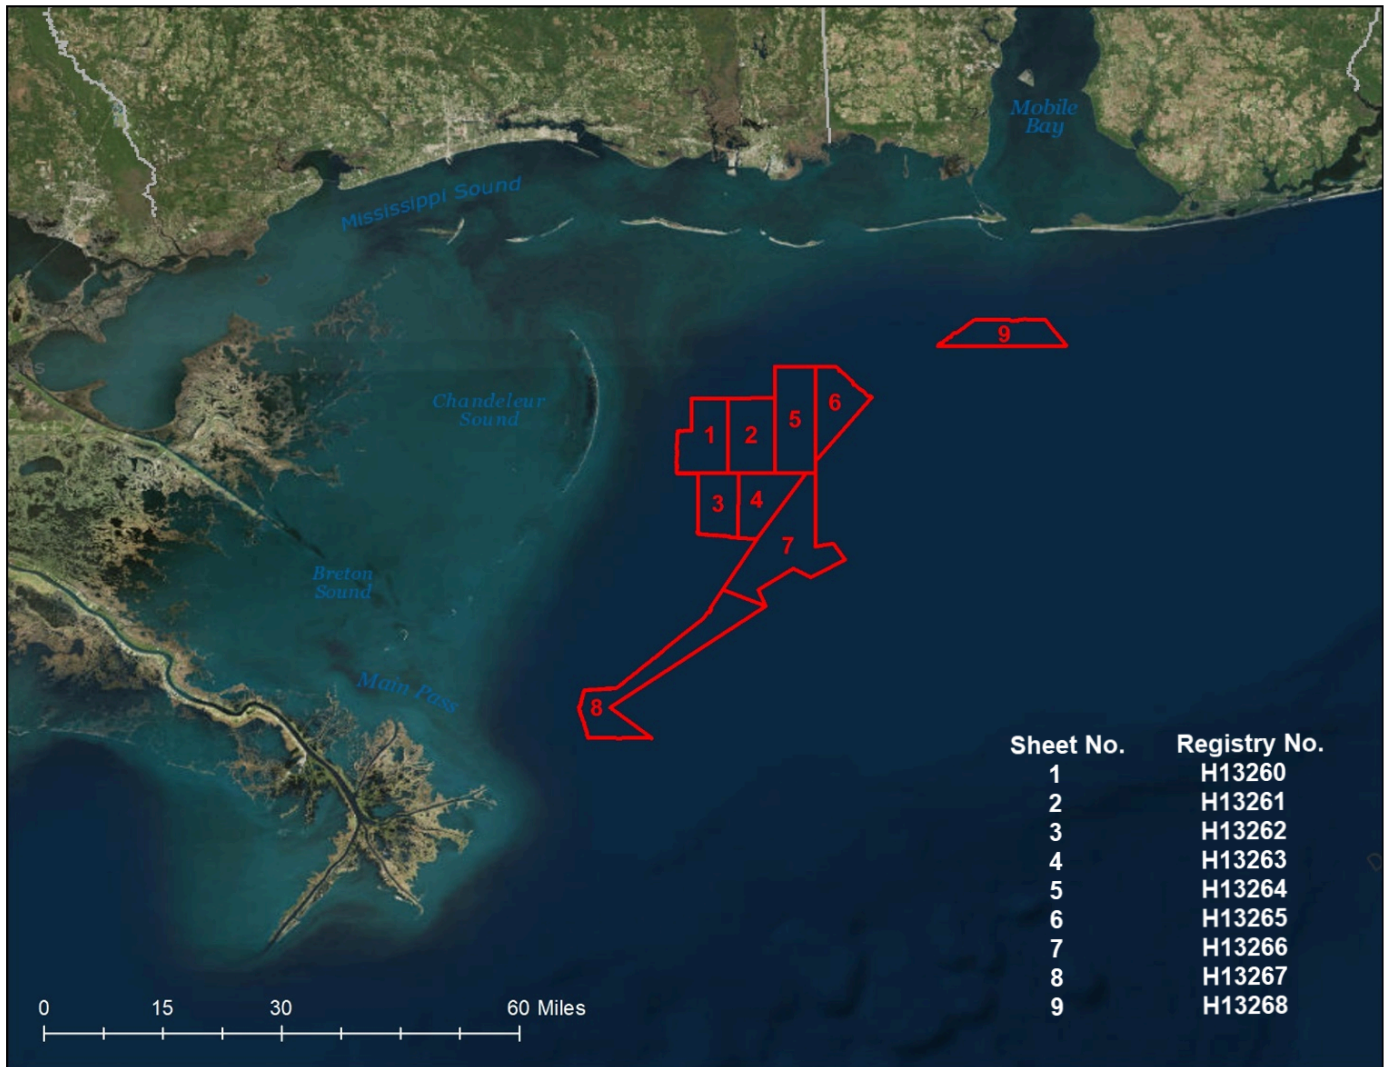 Mobile
Bay
Mississippi Sound
9
Chandeleur
Sound
6
5
1
2
3
4
7
Breton
Sound
Main Pass
8
Sheet No. Registry No.
1 H13260
2 H13261
3 H13262
4 H13263
5 H13264
6 H13265
7 H13266
8 H13267
9 H13268
0 15 30 60 Miles